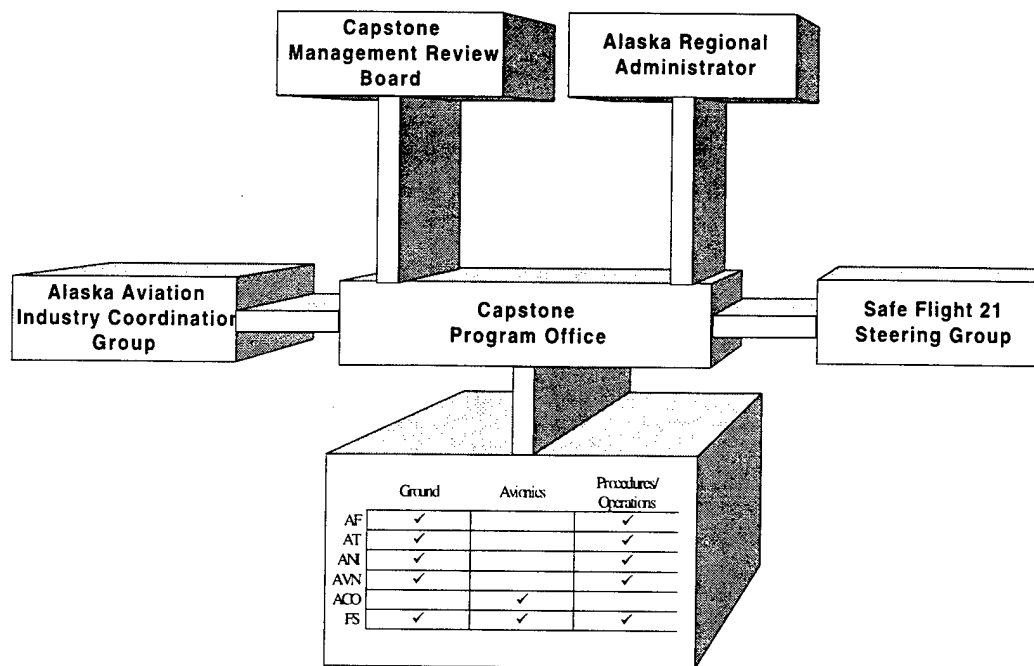 Capstone
Management Review
Board
Alaska Regional
Administrator
Alaska Aviation
Industry Coordination
Group
Capstone
Program Office
Safe Flight 21
Steering Group
Ground Avionics Procedures/
Operations
AF ✓ ✓
AT ✓ ✓
ANI ✓ ✓
AVN ✓ ✓
ACO ✓
FS ✓ ✓ ✓